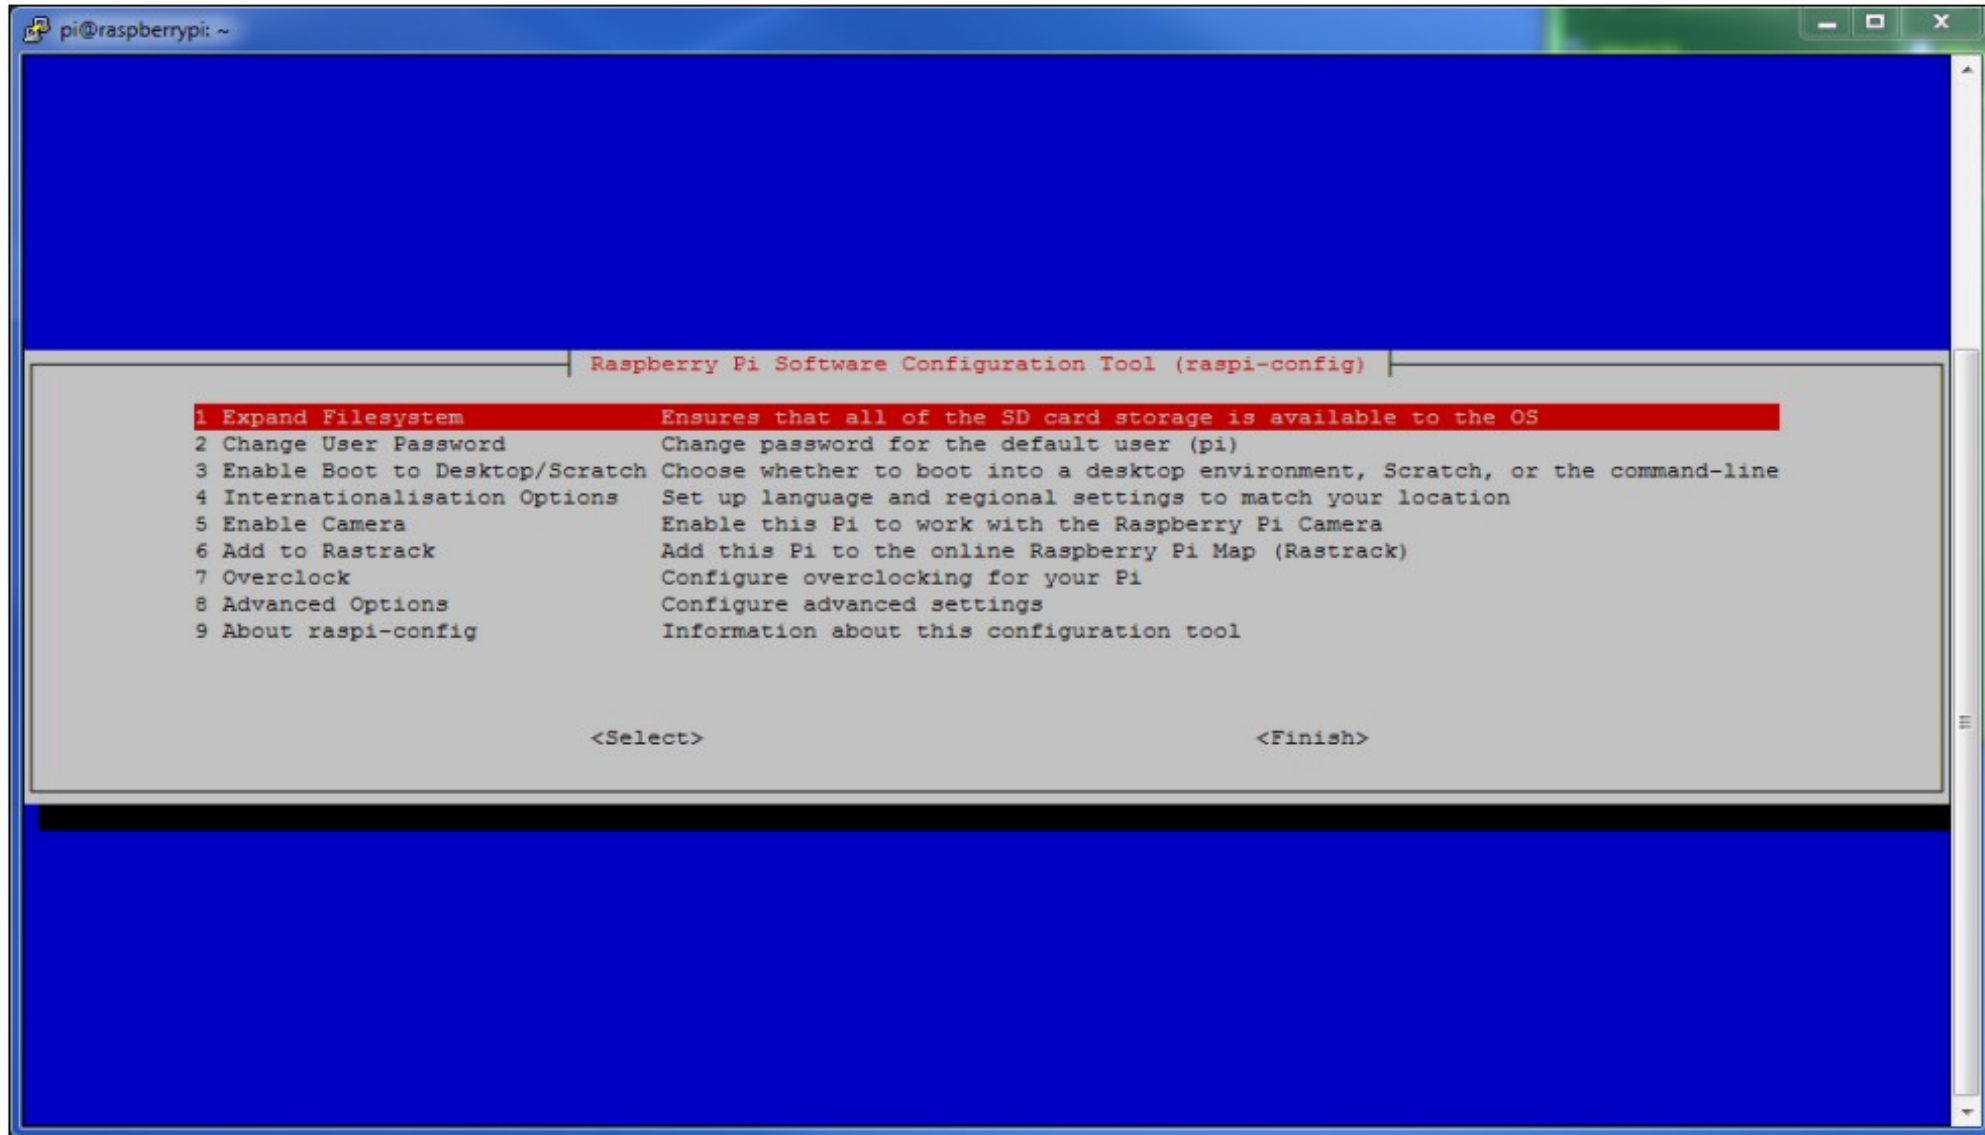 pi@raspberrypi: ~
Raspberry Pi Software Configuration Tool (raspi-config)
1 Expand Filesystem Ensures that all of the SD card storage is available to the OS
2 Change User Password Change password for the default user (pi)
3 Enable Boot to Desktop/Scratch Choose whether to boot into a desktop environment, Scratch, or the command-line
4 Internationalisation Options Set up language and regional settings to match your location
5 Enable Camera Enable this Pi to work with the Raspberry Pi Camera
6 Add to Rastrack Add this Pi to the online Raspberry Pi Map (Rastrack)
7 Overclock Configure overclocking for your Pi
8 Advanced Options Configure advanced settings
9 About raspi-config Information about this configuration tool
<Select> <Finish>